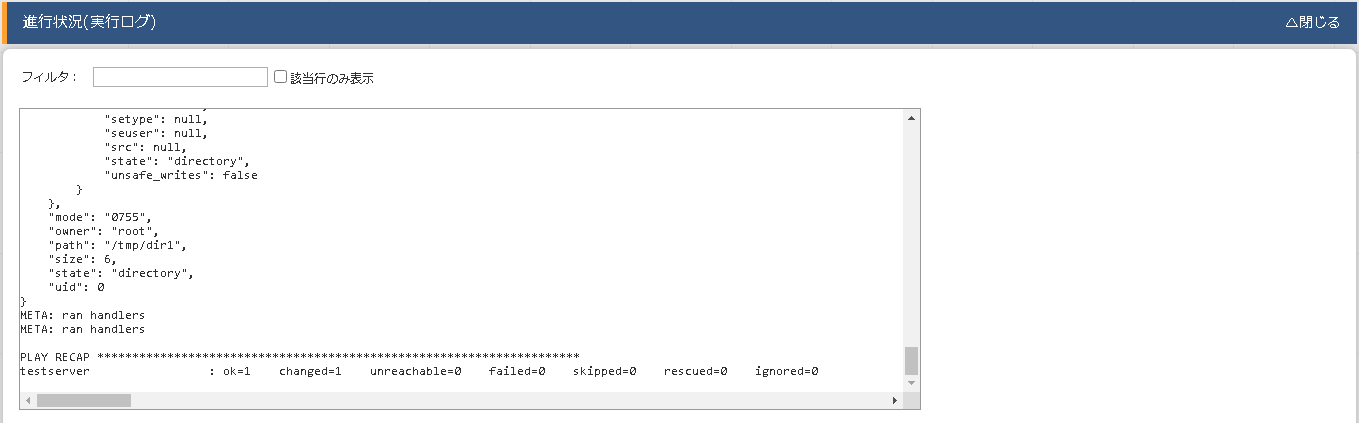 進行状況(実行ログ)
△閉じる
フィルタ：
該当行のみ表示
            "setype": null,
            "seuser": null,
            "src": null,
            "state": "directory",
            "unsafe_writes": false
        }
    },
    "mode": "0755",
    "owner": "root",
    "path": "/tmp/dir1",
    "size": 6,
    "state": "directory",
    "uid": 0
}
META: ran handlers
META: ran handlers
PLAY RECAP *********************************************************************
testserver                 : ok=1    changed=1    unreachable=0    failed=0    skipped=0    rescued=0    ignored=0